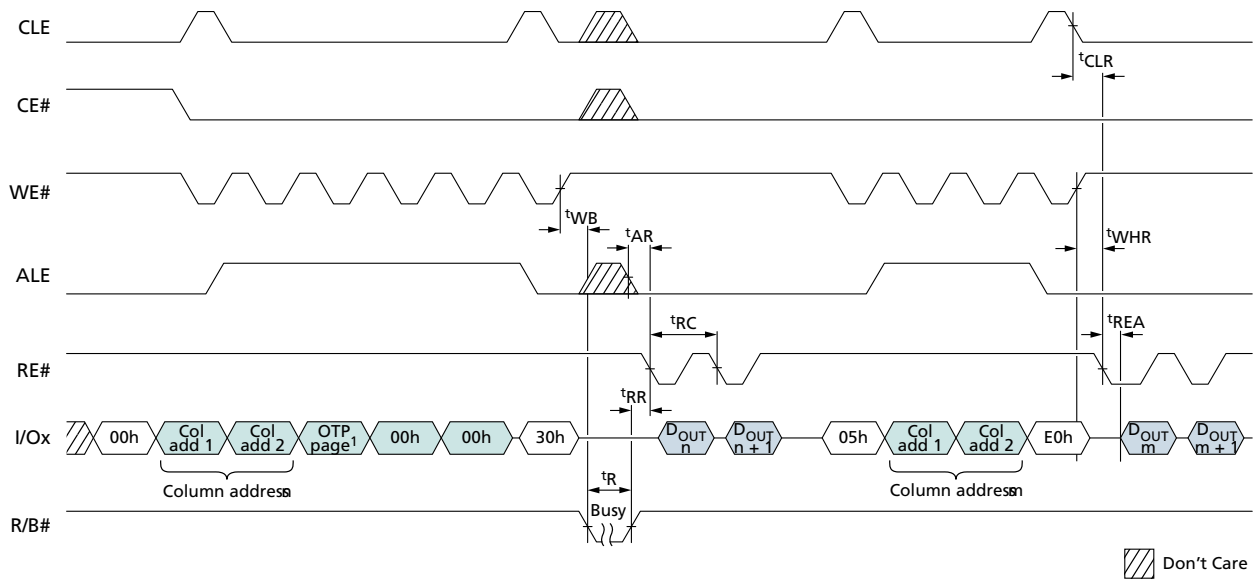 CLE
tCLR
CE#
WE#
tWB
tAR
tWHR
ALE
tRC
tREA
RE#
tRR
I/Ox
00h
Col add 1
Col add 2
OTP page1
00h
00h
30h
DOUT n
DOUT n + 1
05h
Col add 1
Col add 2
E0h
DOUT m
DOUT m + 1
Column address n
tR
Column address m
Busy
R/B#
Don't Care